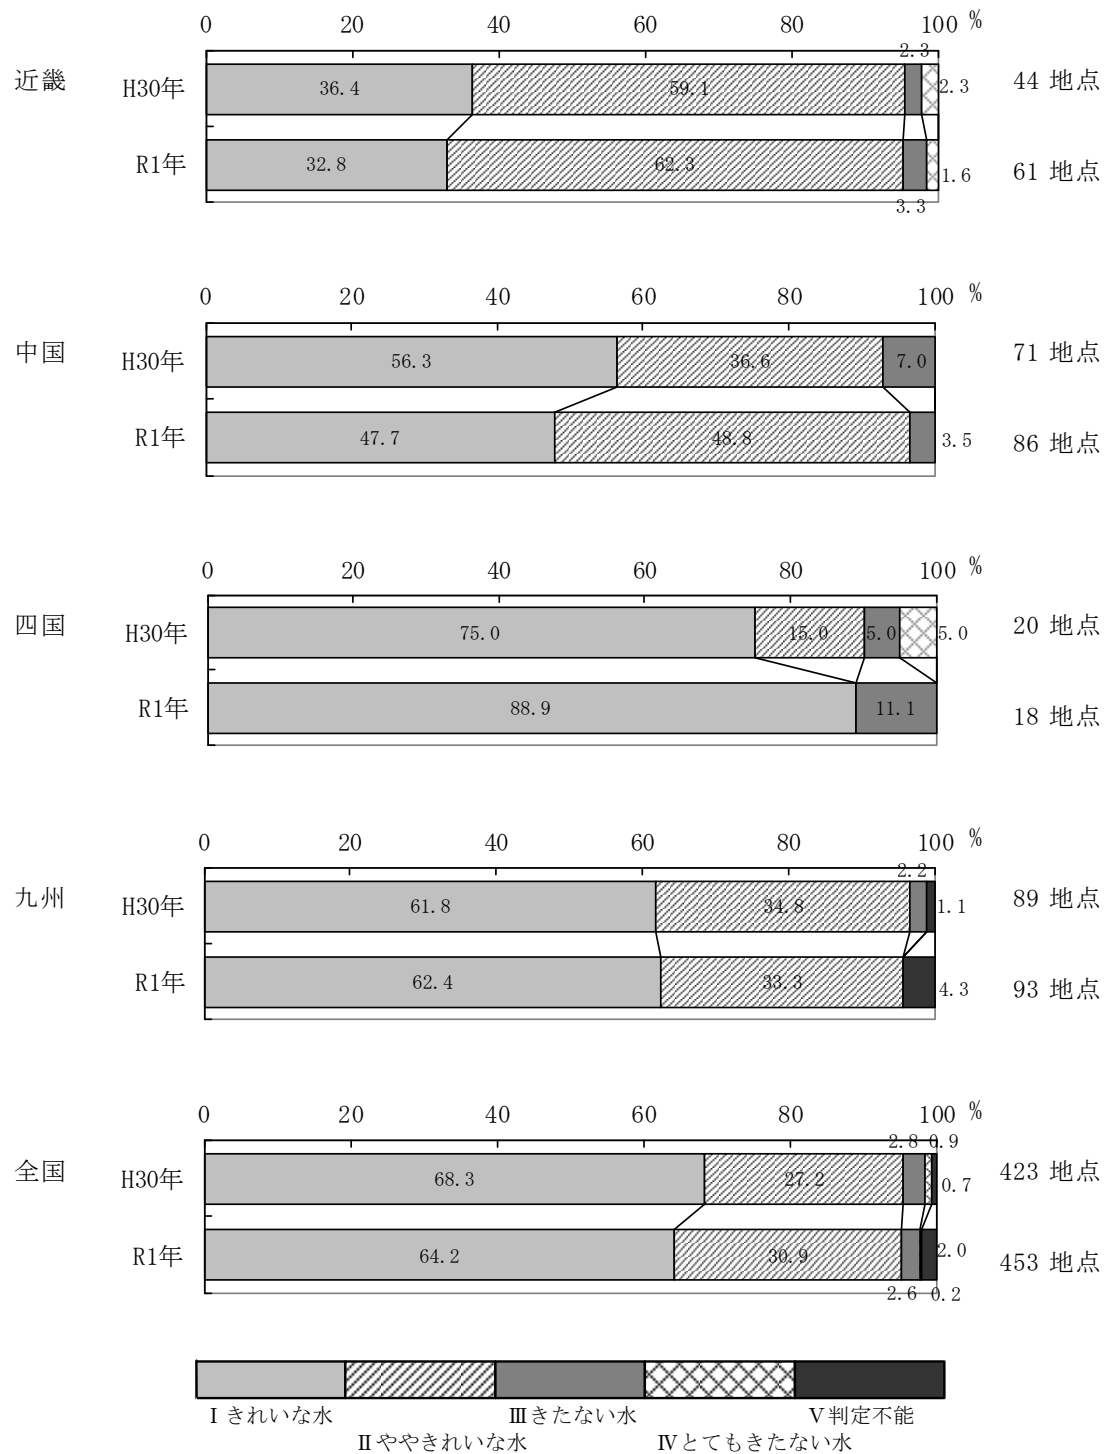 0 20 40 60 80 100 %
2.3
近畿 H30年 36.4 59.1 2.3 44 地点
R1年 32.8 62.3 1.6 61 地点
3.3
0 20 40 60 80 100 %
中国 H30年 56.3 36.6 7.0 71 地点
R1年 47.7 48.8 3.5 86 地点
0 20 40 60 80 100 %
四国 H30年 75.0 15.0 5.0 5.0 20 地点
R1年 88.9 11.1 18 地点
0 20 40 60 80 100 %
2.2
九州 H30年 61.8 34.8 1.1 89 地点
R1年 62.4 33.3 4.3 93 地点
0 20 40 60 80 100 %
2.8 0.9
全国 H30年 68.3 27.2 0.7 423 地点
R1年 64.2 30.9 2.0 453 地点
2.6 0.2
Ⅰきれいな水 Ⅲきたない水 Ⅴ判定不能
Ⅱややきれいな水 Ⅳとてもきたない水